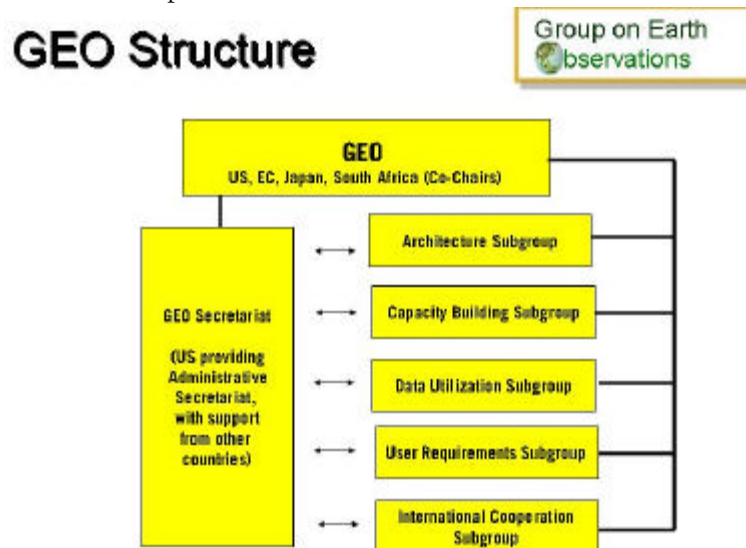 GEO Structure
Group on Earth
Observations
GEO
US, EC, Japan, South Africa (Co-Chairs)
GEO Secretariat
(US providing
Administrative
Secretariat,
with support
from other
countries)
Architecture Subgroup
Capacity Building Subgroup
Data Utilization Subgroup
User Requirements Subgroup
International Cooperation
Subgroup